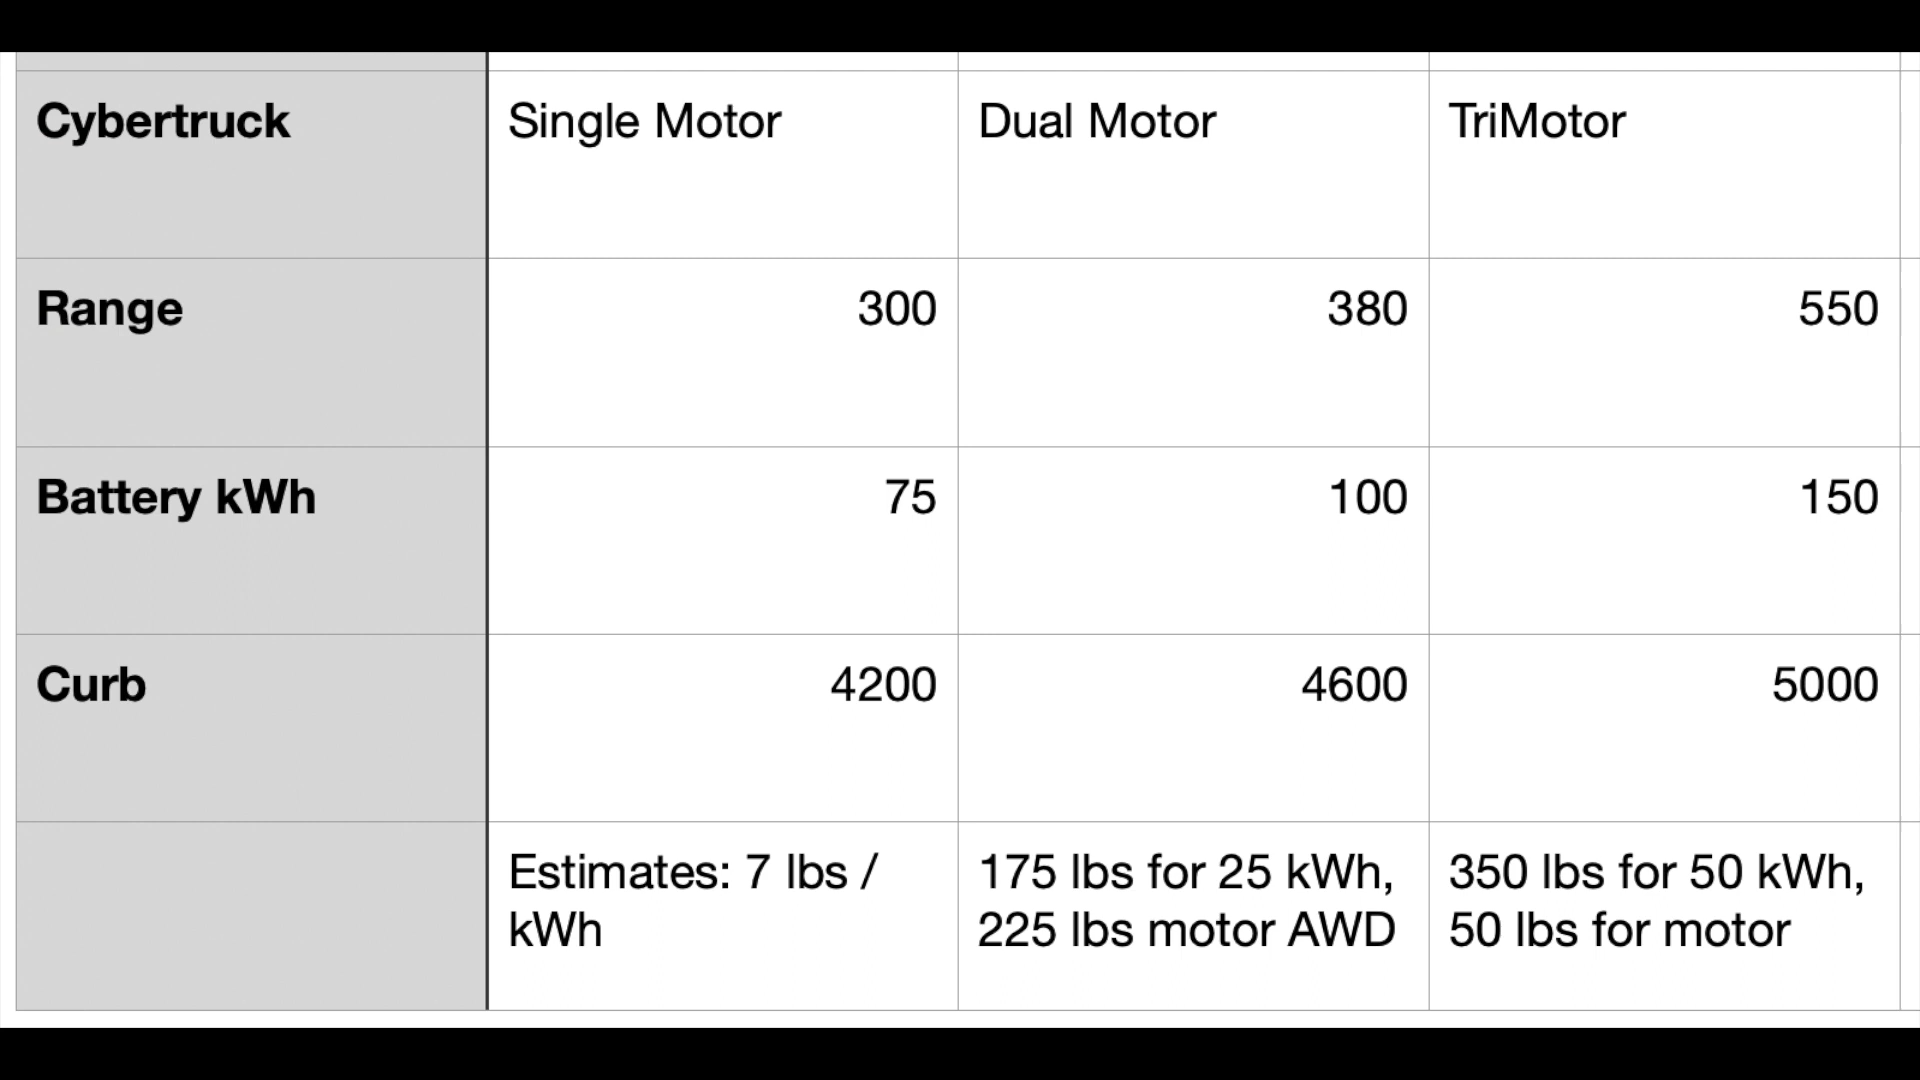 Cybertruck Single Motor Dual Motor TriMotor
Range 300 380 550
Battery kWh 75 100 150
Curb 4200 4600 5000
Estimates: 7 lbs / 175 lbs for 25 kWh, 350 lbs for 50 kWh,
kWh 225 lbs motor AWD 50 lbs for motor